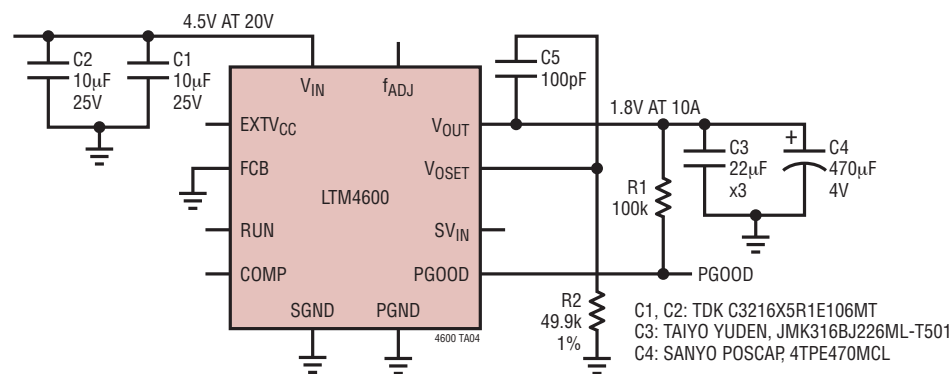 4.5V AT 20V
C2
10µF
25V
C1
10µF
25V
C5
100pF
VIN
fADJ
1.8V AT 10A
EXTVCC
VOUT
C3
22µF
x3
+
C4
470µF
4V
FCB
VOSET
LTM4600
R1
100k
RUN
SVIN
COMP
PGOOD
PGOOD
SGND
PGND
R2
49.9k
1%
4600 TA04
C1, C2: TDK C3216X5R1E106MT
C3: TAIYO YUDEN, JMK316BJ226ML-T501
C4: SANYO POSCAP, 4TPE470MCL